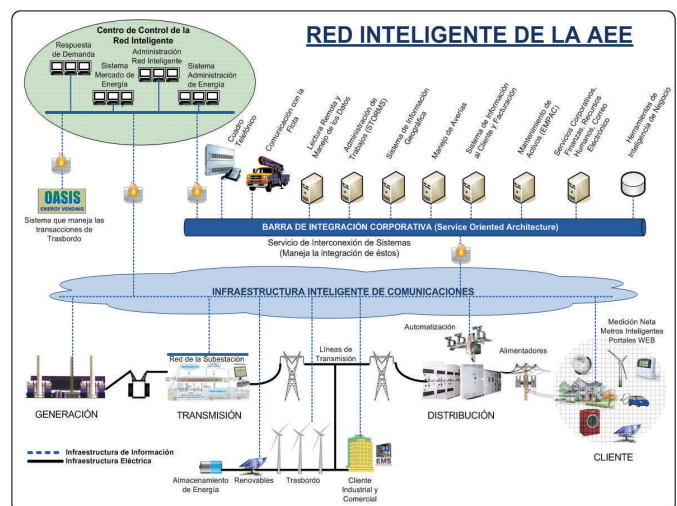 RED INTELIGENTE DE LA AEE
Centro de Control de la
Red Inteligente
Respuesta
de Demanda
Administración
Red Inteligente
Sistema
Mercado de
Energía
Sistema
Administración
de Energía
Cuadro
Telefónico
Comunicación con la
Flota
Lectura Remota y
Manejo de los Datos
Administración de
Trabajos (STORMS)
Sistema de Información
Geográfica
Manejo de Averías
Sistema de Información
al Cliente y Facturación
Mantenimiento de
Activos (EMPAC)
Servicios Corporativos,
Finanzas, Recursos
Humanos, Correo
Electrónico
Herramientas de
Inteligencia de Negocio
OASIS
ENERGY VENDING
Sistema que maneja las
transacciones de
Trasbordo
BARRA DE INTEGRACIÓN CORPORATIVA (Service Oriented Architecture)
Servicio de Interconexión de Sistemas
(Maneja la integración de éstos)
INFRAESTRUCTURA INTELIGENTE DE COMUNICACIONES
Automatización
Medición Neta
Metros Inteligentes
Portales WEB
Red de la Subestación
Líneas de
Transmisión
Alimentadores
GENERACIÓN
TRANSMISIÓN
DISTRIBUCIÓN
CLIENTE
Infraestructura de Información
Infraestructura Eléctrica
EMS
Almacenamiento
de Energía
Renovables
Trasbordo
Cliente
Industrial y
Comercial